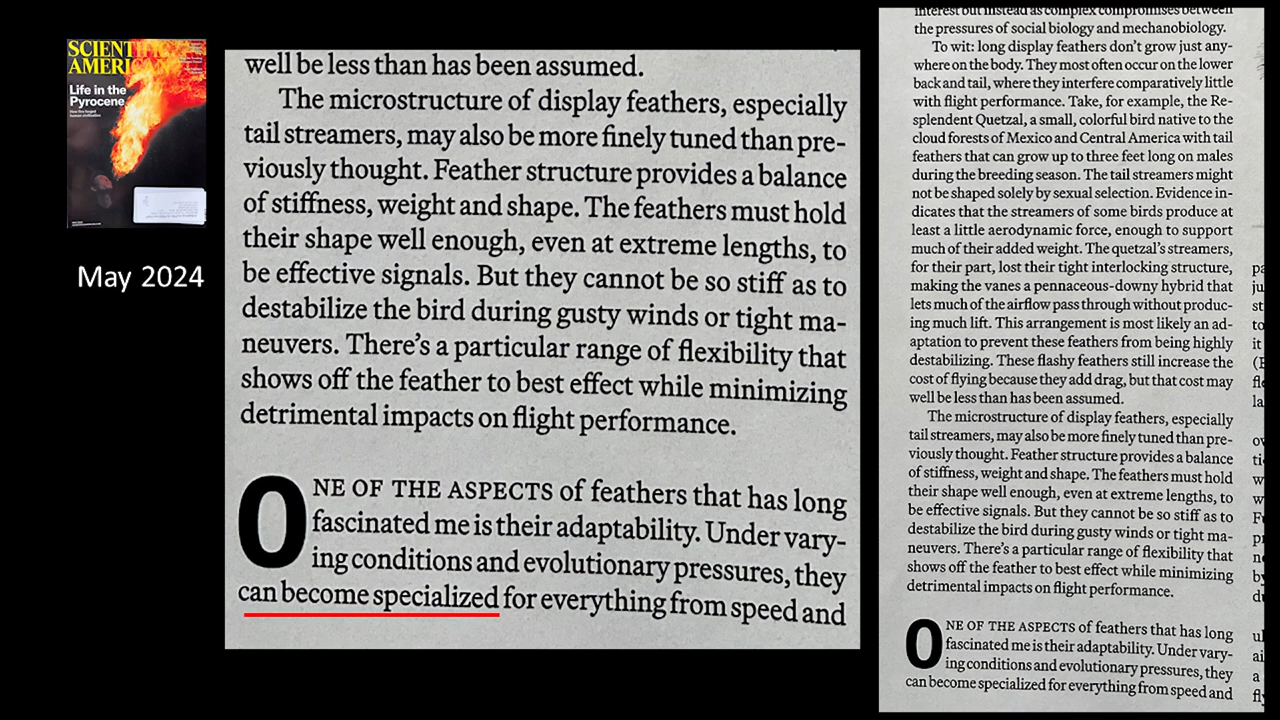 SCIENTIFIC
AMERICAN
Life in the
Pyrocene
May 2024
well be less than has been assumed.
The microstructure of display feathers, especially
tail streamers, may also be more finely tuned than pre-
viously thought. Feather structure provides a balance
of stiffness, weight and shape. The feathers must hold
their shape well enough, even at extreme lengths, to
be effective signals. But they cannot be so stiff as to
destabilize the bird during gusty winds or tight ma-
neuvers. There's a particular range of flexibility that
shows off the feather to best effect while minimizing
detrimental impacts on flight performance.
ONE OF THE ASPECTS of feathers that has long
fascinated me is their adaptability. Under vary-
ing conditions and evolutionary pressures, they
can become specialized for everything from speed and
interest but instead as complex compromises between
the pressures of social biology and mechanobiology.
To wit: long display feathers don't grow just any-
where on the body. They most often occur on the lower
back and tail, where they interfere comparatively little
with flight performance. Take, for example, the Re-
splendent Quetzal, a small, colorful bird native to the
cloud forests of Mexico and Central America with tail
feathers that can grow up to three feet long on males
during the breeding season. The tail streamers might
not be shaped solely by sexual selection. Evidence in-
dicates that the streamers of some birds produce at
least a little aerodynamic force, enough to support
much of their added weight. The quetzal's streamers,
for their part, lost their tight interlocking structure,
making the vanes a pennaceous-downy hybrid that
lets much of the airflow pass through without produc-
ing much lift. This arrangement is most likely an ad-
aptation to prevent these feathers from being highly
destabilizing. These flashy feathers still increase the
cost of flying because they add drag, but that cost may
well be less than has been assumed.
The microstructure of display feathers, especially
tail streamers, may also be more finely tuned than pre-
viously thought. Feather structure provides a balance
of stiffness, weight and shape. The feathers must hold
their shape well enough, even at extreme lengths, to
be effective signals. But they cannot be so stiff as to
destabilize the bird during gusty winds or tight ma-
neuvers. There's a particular range of flexibility that
shows off the feather to best effect while minimizing
detrimental impacts on flight performance.
ONE OF THE ASPECTS of feathers that has long
fascinated me is their adaptability. Under vary-
ing conditions and evolutionary pressures, they
can become specialized for everything from speed and